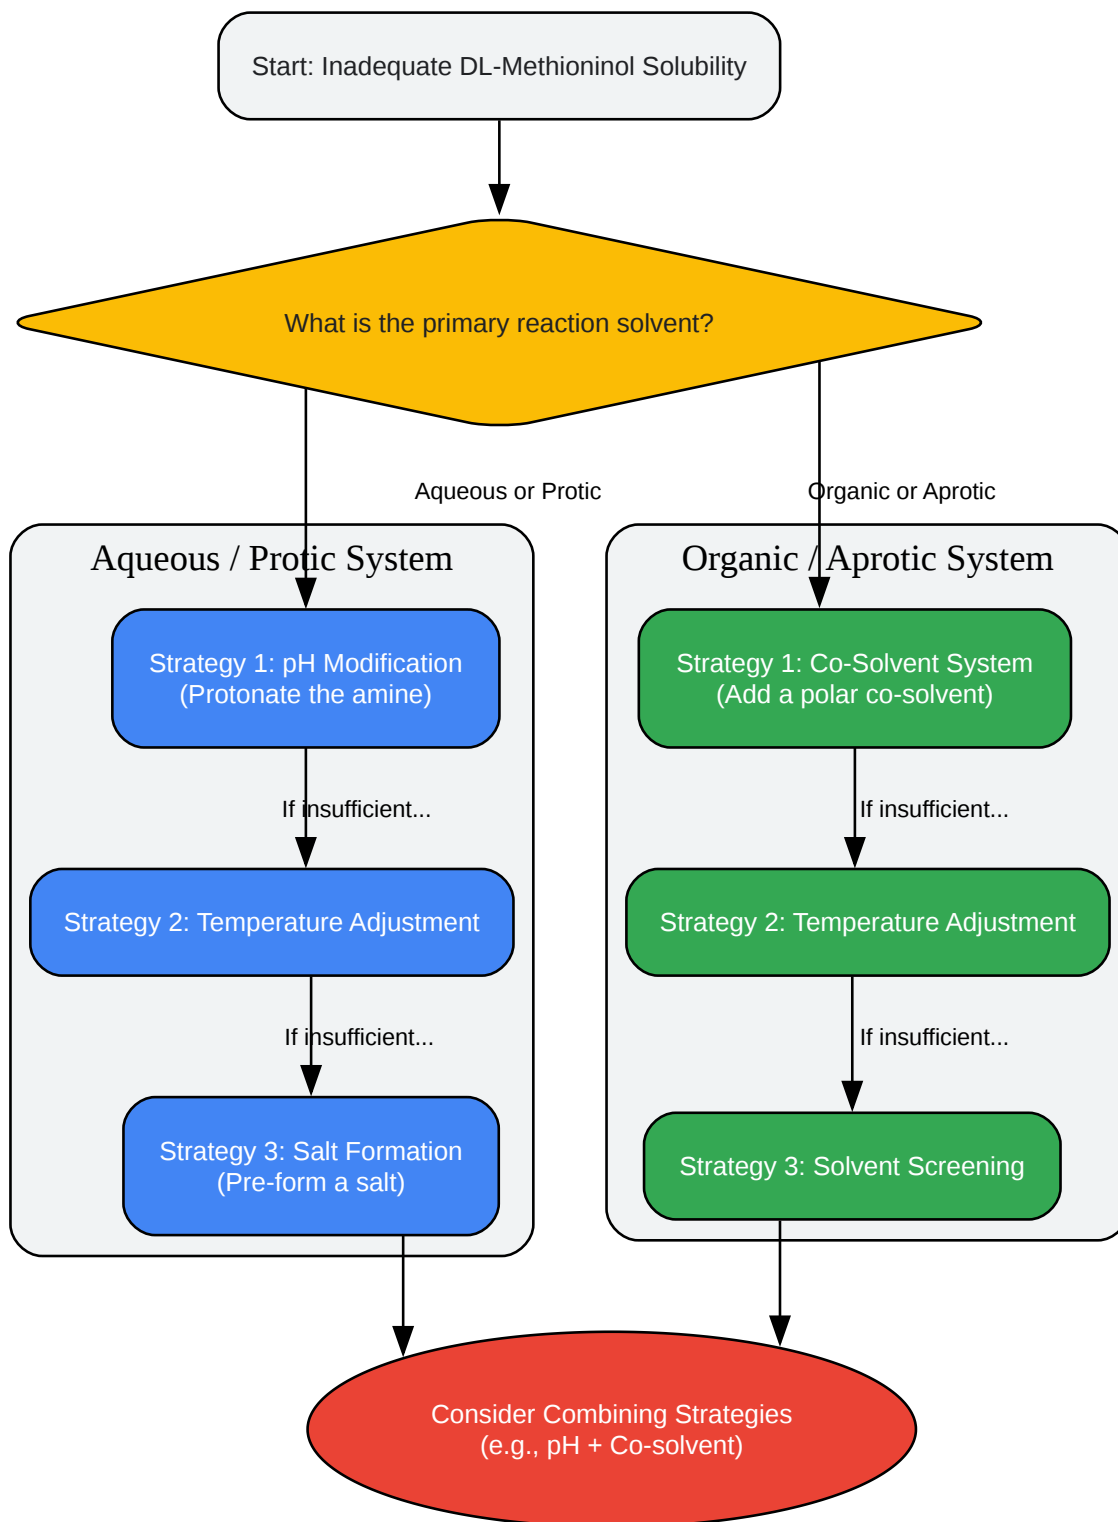 Start: Inadequate DL-Methioninol Solubility
What is the primary reaction solvent?
Aqueous or Protic
Organic or Aprotic
Aqueous / Protic System
Strategy 1: pH Modification
(Protonate the amine)
If insufficient...
Strategy 2: Temperature Adjustment
If insufficient...
Strategy 3: Salt Formation
(Pre-form a salt)
Organic / Aprotic System
Strategy 1: Co-Solvent System
(Add a polar co-solvent)
If insufficient...
Strategy 2: Temperature Adjustment
If insufficient...
Strategy 3: Solvent Screening
Consider Combining Strategies
(e.g., pH + Co-solvent)